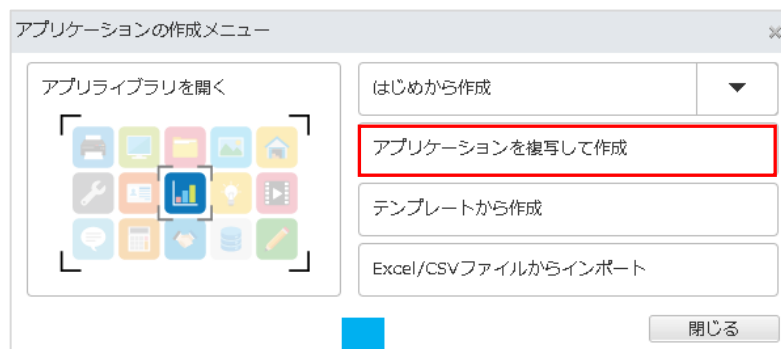 アプリケーションの作成メニュー
アプリライブラリを開く
はじめから作成
アプリケーションを複写して作成
テンプレートから作成
Excel/CSVファイルからインポート
閉じる